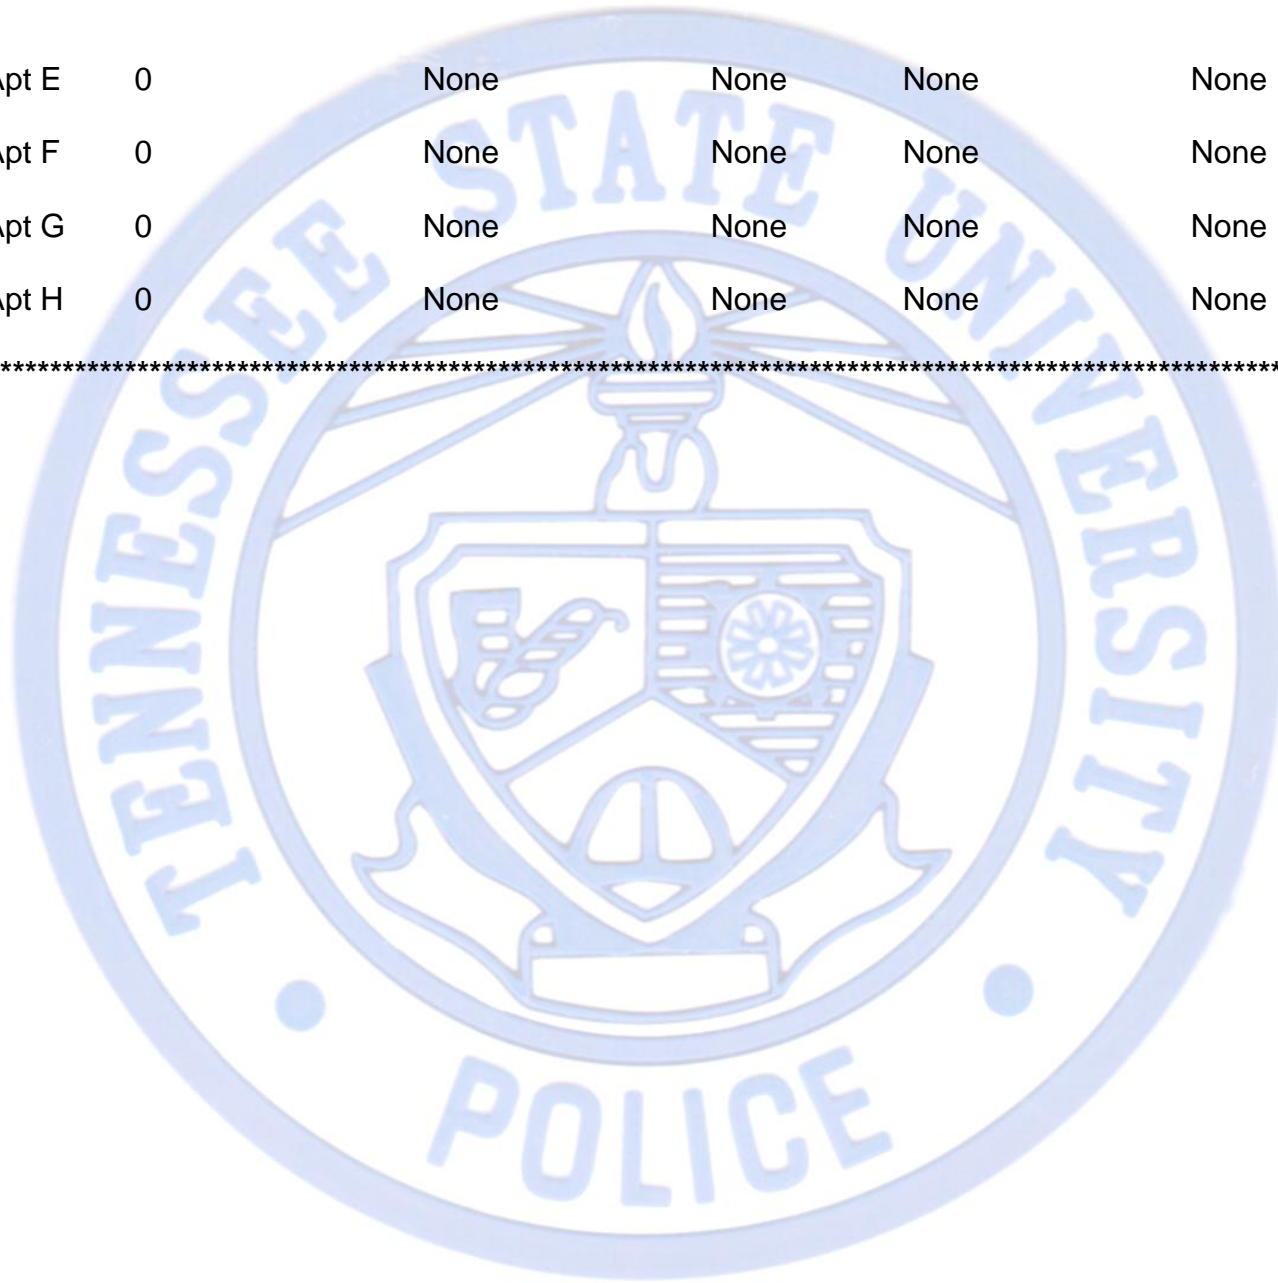 pt E 0 None None None None
pt F 0 None None None None
pt G 0 None None None None
pt H 0 None None None None
*******************************************************************************************************
TENNESSEE STATE UNIVERSITY
POLICE